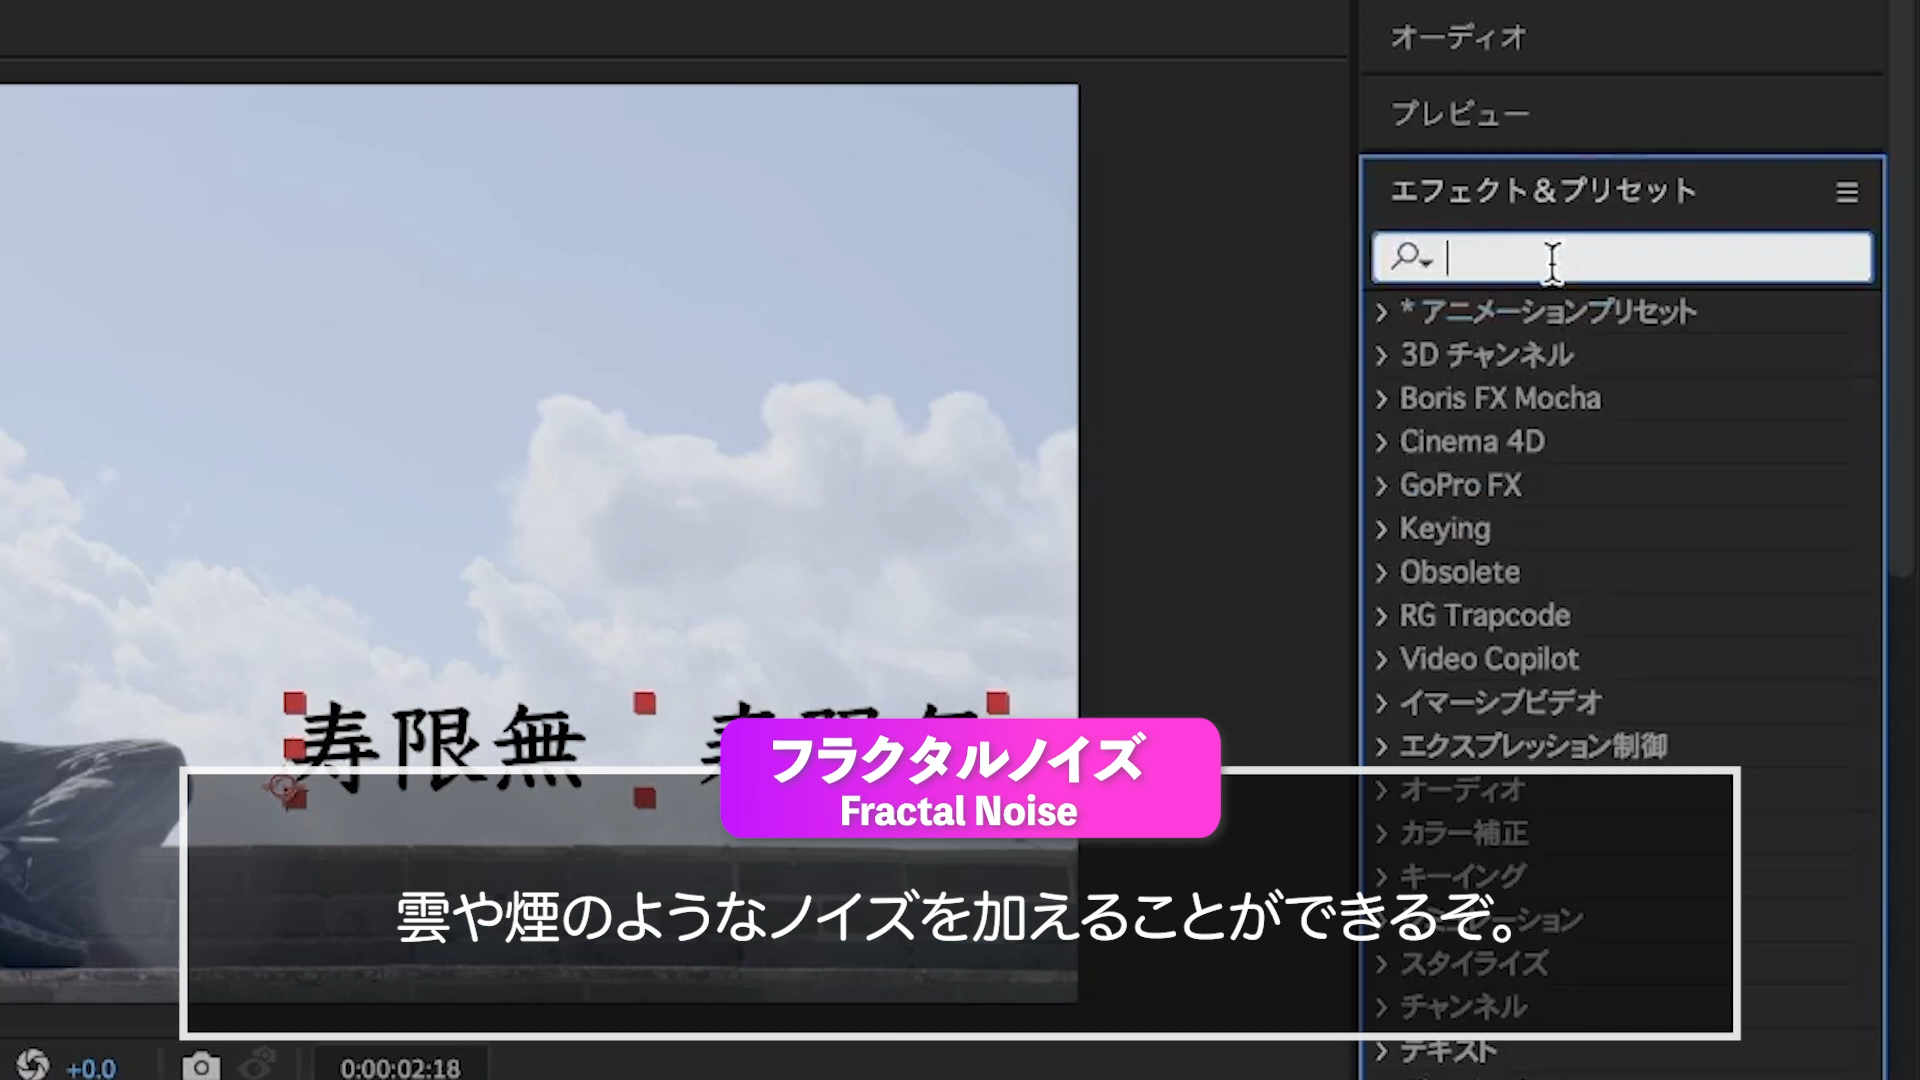 オーディオ
プレビュー
エフェクト＆プリセット
* アニメーションプリセット
3D チャンネル
Boris FX Mocha
Cinema 4D
GoPro FX
Keying
Obsolete
RG Trapcode
Video Copilot
イマーシブビデオ
エクスプレッション制御
オーディオ
カラー補正
キーイング
スタイライズ
チャンネル
テキスト
寿限無
フラクタルノイズ
Fractal Noise
雲や煙のようなノイズを加えることができるぞ。
+0.0
0:00:02:18